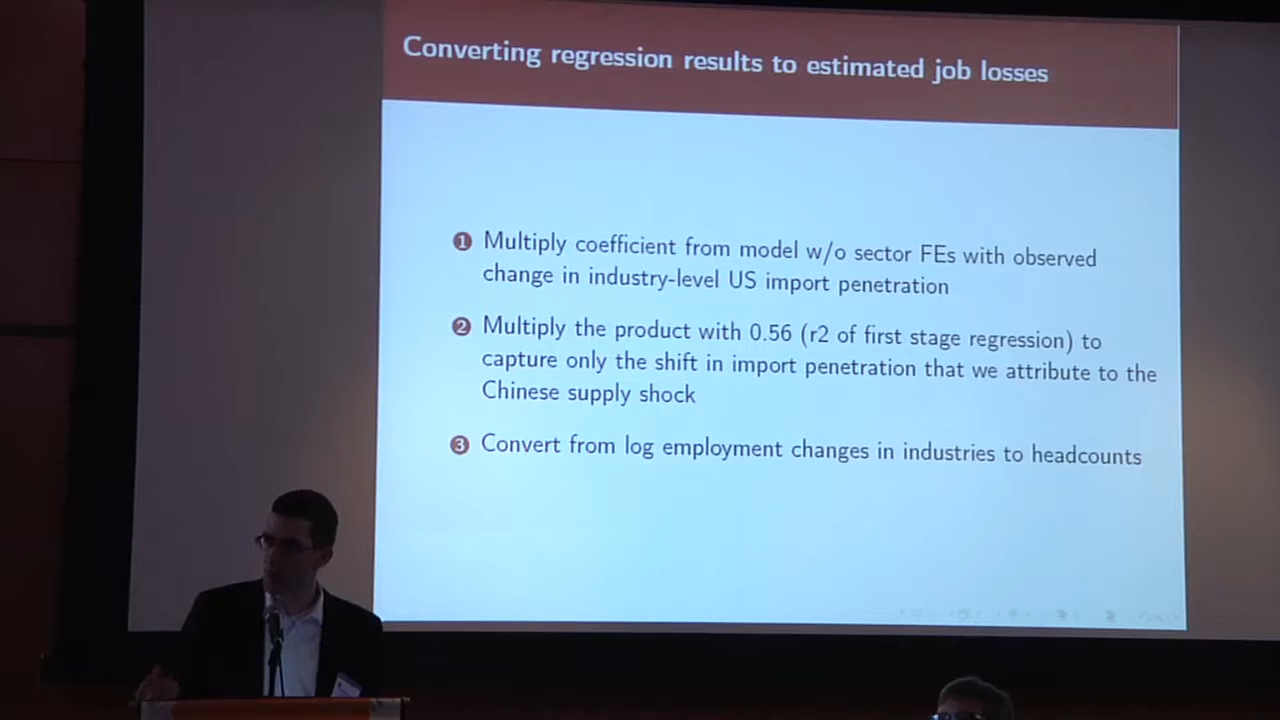 Converting regression results to estimated job losses
1 Multiply coefficient from model w/o sector FEs with observed
change in industry-level US import penetration
2 Multiply the product with 0.56 (r2 of first stage regression) to
capture only the shift in import penetration that we attribute to the
Chinese supply shock
3 Convert from log employment changes in industries to headcounts